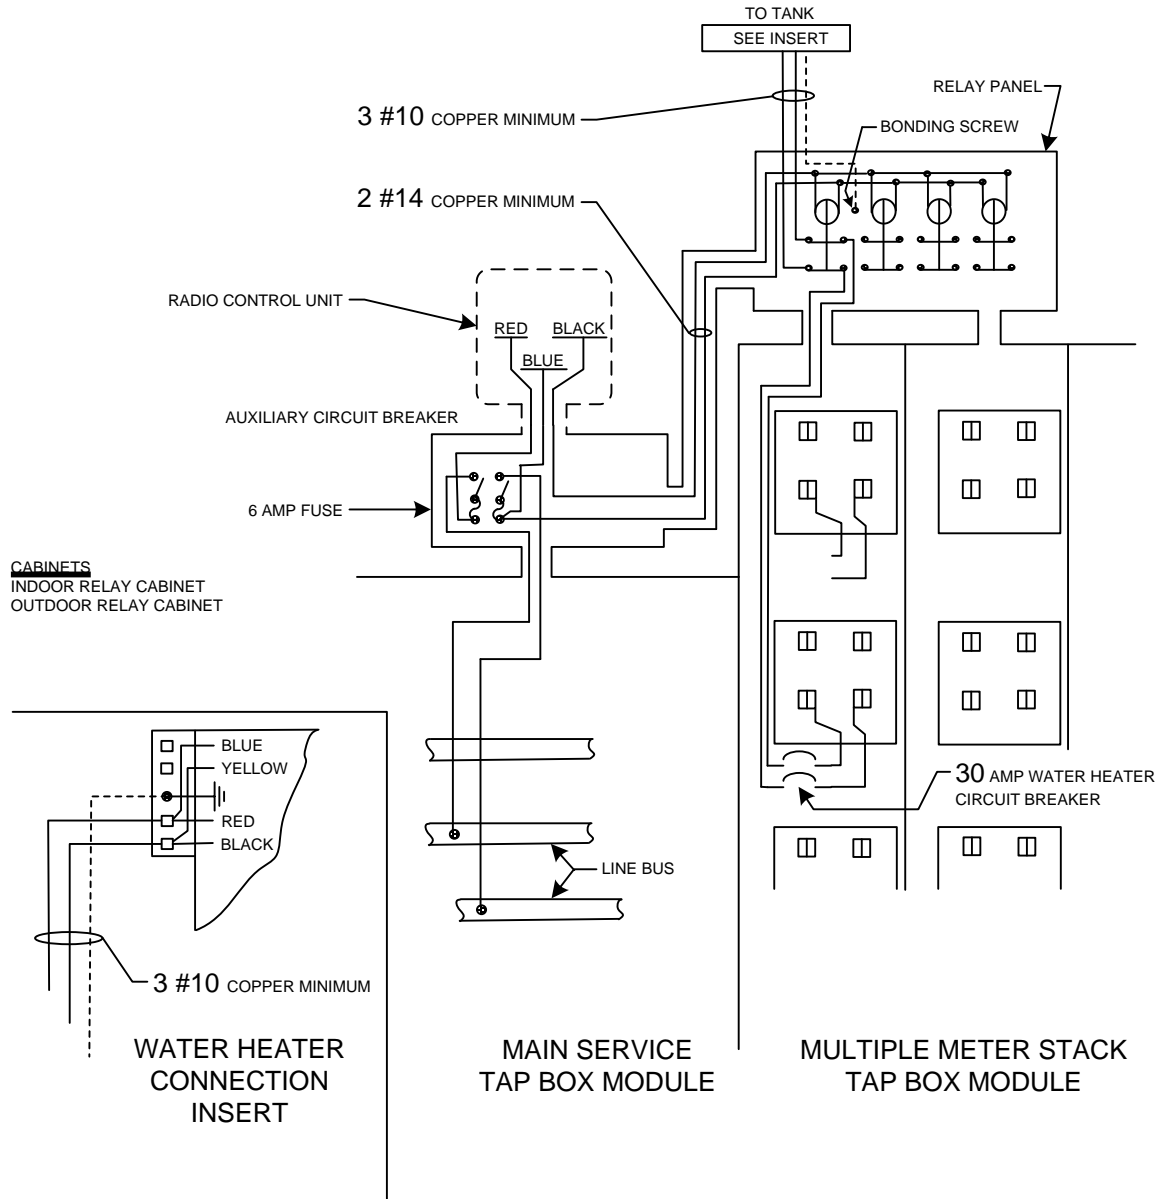 TO TANK
SEE INSERT
RELAY PANEL
3 #10 COPPER MINIMUM
BONDING SCREW
2 #14 COPPER MINIMUM
RADIO CONTROL UNIT
RED
BLACK
BLUE
AUXILIARY CIRCUIT BREAKER
6 AMP FUSE
CABINETS
INDOOR RELAY CABINET
OUTDOOR RELAY CABINET
BLUE
YELLOW
RED
BLACK
30 AMP WATER HEATER
CIRCUIT BREAKER
LINE BUS
3 #10 COPPER MINIMUM
WATER HEATER
CONNECTION
INSERT
MAIN SERVICE
TAP BOX MODULE
MULTIPLE METER STACK
TAP BOX MODULE